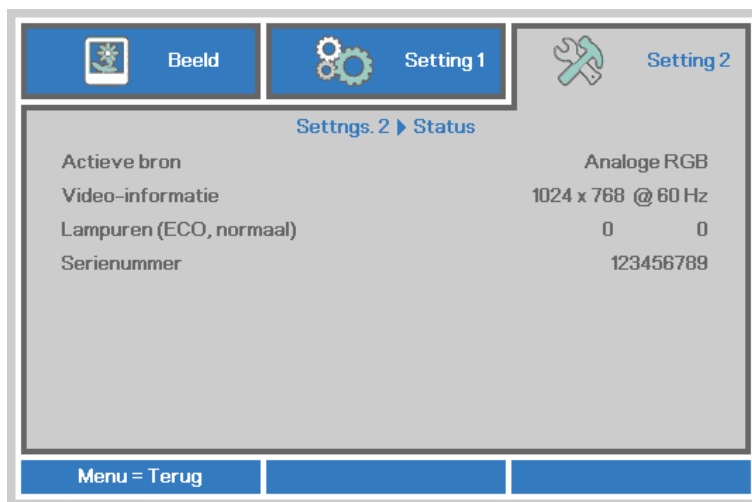 Beeld
Setting 1
Setting 2
Settngs. 2 Status
Actieve bron Analoge RGB
Video-informatie 1024 x 768 @ 60 Hz
Lampuren (ECO, normaal) 0 0
Serienummer 123456789
Menu = Terug